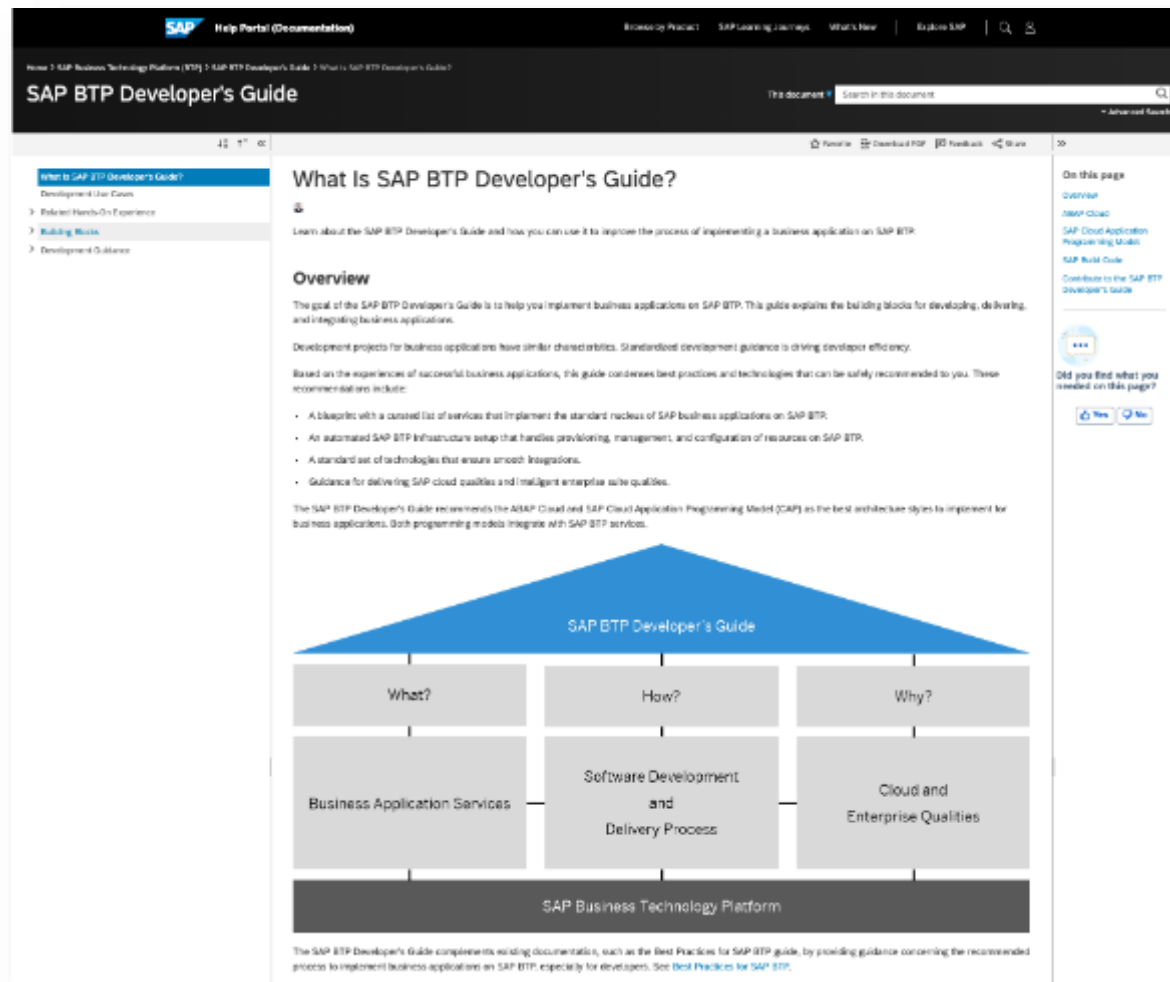 SAP Help Portal (Documentation) Browse by Product SAP Learning Journeys What's New Explore SAP
Home > SAP Business Technology Platform (BTP) > SAP BTP Developer's Guide > What Is SAP BTP Developer's Guide?
SAP BTP Developer's Guide
This document Search in this document
Advanced Search
Favorite Download PDF Feedback Share
What Is SAP BTP Developer's Guide?
Development Use Cases
Related Hands-On Experience
Building Blocks
Development Guidance
What Is SAP BTP Developer's Guide?
Learn about the SAP BTP Developer's Guide and how you can use it to improve the process of implementing a business application on SAP BTP.
Overview
The goal of the SAP BTP Developer's Guide is to help you implement business applications on SAP BTP. This guide explains the building blocks for developing, delivering,
and integrating business applications.
Development projects for business applications have similar characteristics. Standardized development guidance is driving developer efficiency.
Based on the experiences of successful business applications, this guide condenses best practices and technologies that can be safely recommended to you. These
recommendations include:
• A blueprint with a curated list of services that implement the standard nucleus of SAP business applications on SAP BTP.
• An automated SAP BTP infrastructure setup that handles provisioning, management, and configuration of resources on SAP BTP.
• A standard set of technologies that ensure smooth integrations.
• Guidance for delivering SAP cloud qualities and intelligent enterprise suite qualities.
The SAP BTP Developer's Guide recommends the ABAP Cloud and SAP Cloud Application Programming Model (CAP) as the best architecture styles to implement for
business applications. Both programming models integrate with SAP BTP services.
SAP BTP Developer's Guide
What?
How?
Why?
Business Application Services
Software Development
and
Delivery Process
Cloud and
Enterprise Qualities
SAP Business Technology Platform
The SAP BTP Developer's Guide complements existing documentation, such as the Best Practices for SAP BTP guide, by providing guidance concerning the recommended
process to implement business applications on SAP BTP, especially for developers. See Best Practices for SAP BTP.
On this page
Overview
ABAP Cloud
SAP Cloud Application
Programming Model
SAP Build Code
Contribute to the SAP BTP
Developer's Guide
Did you find what you
needed on this page?
Yes No